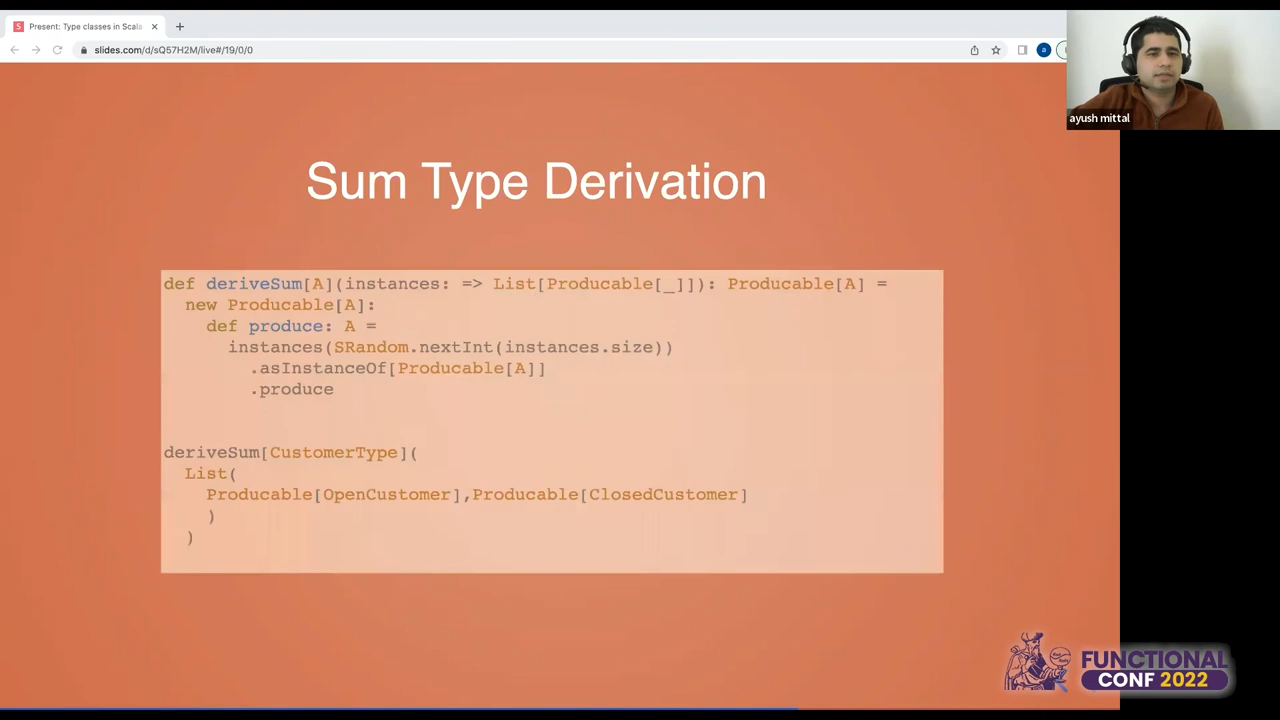 Present: Type classes in Scala
slides.com/d/sQ57H2M/live#/19/0/0
a
ayush mittal
Sum Type Derivation
def deriveSum[A](instances: => List[Producable[_]]): Producable[A] =
new Producable[A]:
def produce: A =
instances(SRandom.nextInt(instances.size))
.asInstanceOf[Producable[A]]
.produce
deriveSum[CustomerType](
List(
Producable[OpenCustomer],Producable[ClosedCustomer]
)
)
FUNCTIONAL
CONF 2022